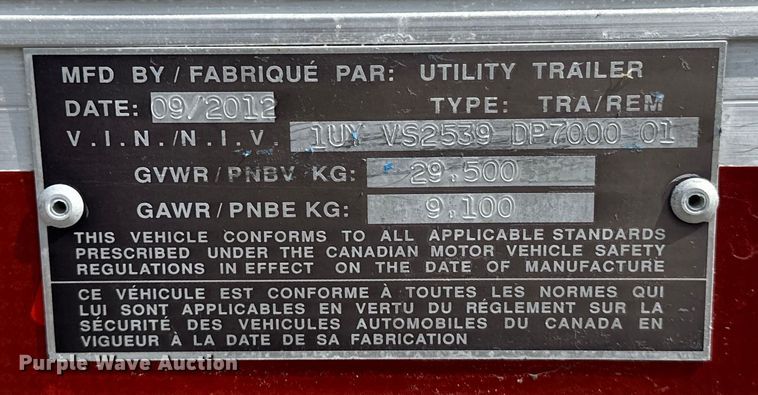 MFD BY / FABRIQUÉ PAR: UTILITY TRAILER
DATE: 09/2012 TYPE: TRA/REM
V.I.N./N.I.V. 1UY VS2539 DP7000 01
GVWR/PNBV KG: 29.500
GAWR/PNBE KG: 9.100
THIS VEHICLE CONFORMS TO ALL APPLICABLE STANDARDS
PRESCRIBED UNDER THE CANADIAN MOTOR VEHICLE SAFETY
REGULATIONS IN EFFECT ON THE DATE OF MANUFACTURE
CE VÉHICULE EST CONFORME À TOUTES LES NORMES QUI
LUI SONT APPLICABLES EN VERTU DU RÉGLEMENT SUR LA
SÉCURITÉ DES VEHICULES AUTOMOBILES DU CANADA EN
VIGUEUR À LA DATE DE SA FABRICATION
Purple Wave Auction